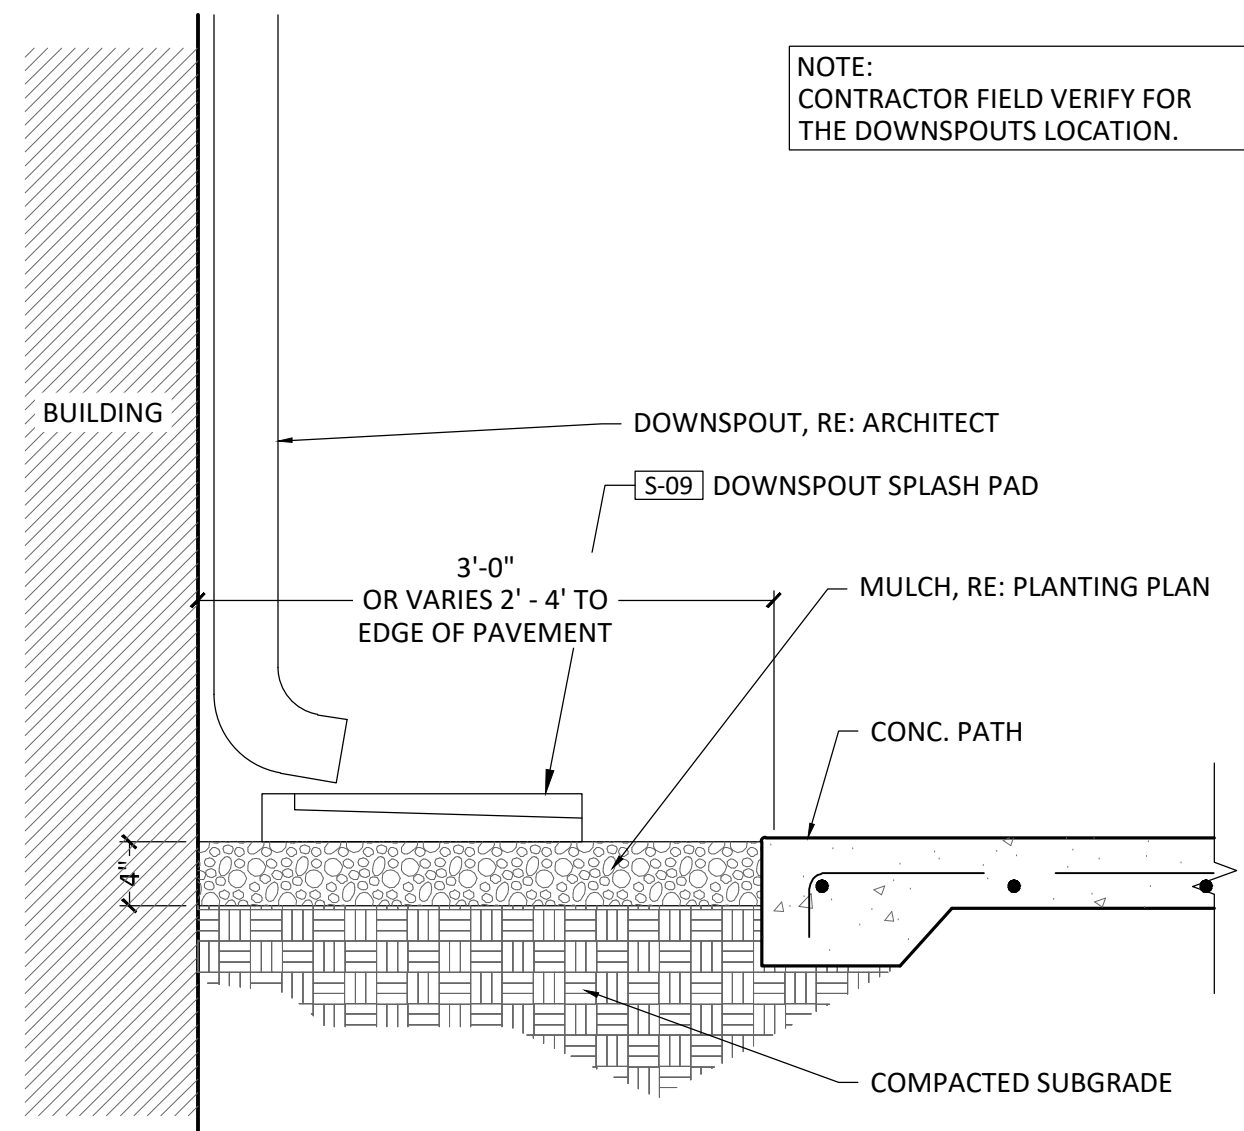 NOTE:
CONTRACTOR FIELD VERIFY FOR
THE DOWNSPOUTS LOCATION.
BUILDING
DOWNSPOUT, RE: ARCHITECT
S-09 DOWNSPOUT SPLASH PAD
3'-0"
OR VARIES 2' - 4' TO
EDGE OF PAVEMENT
MULCH, RE: PLANTING PLAN
CONC. PATH
4"
COMPACTED SUBGRADE